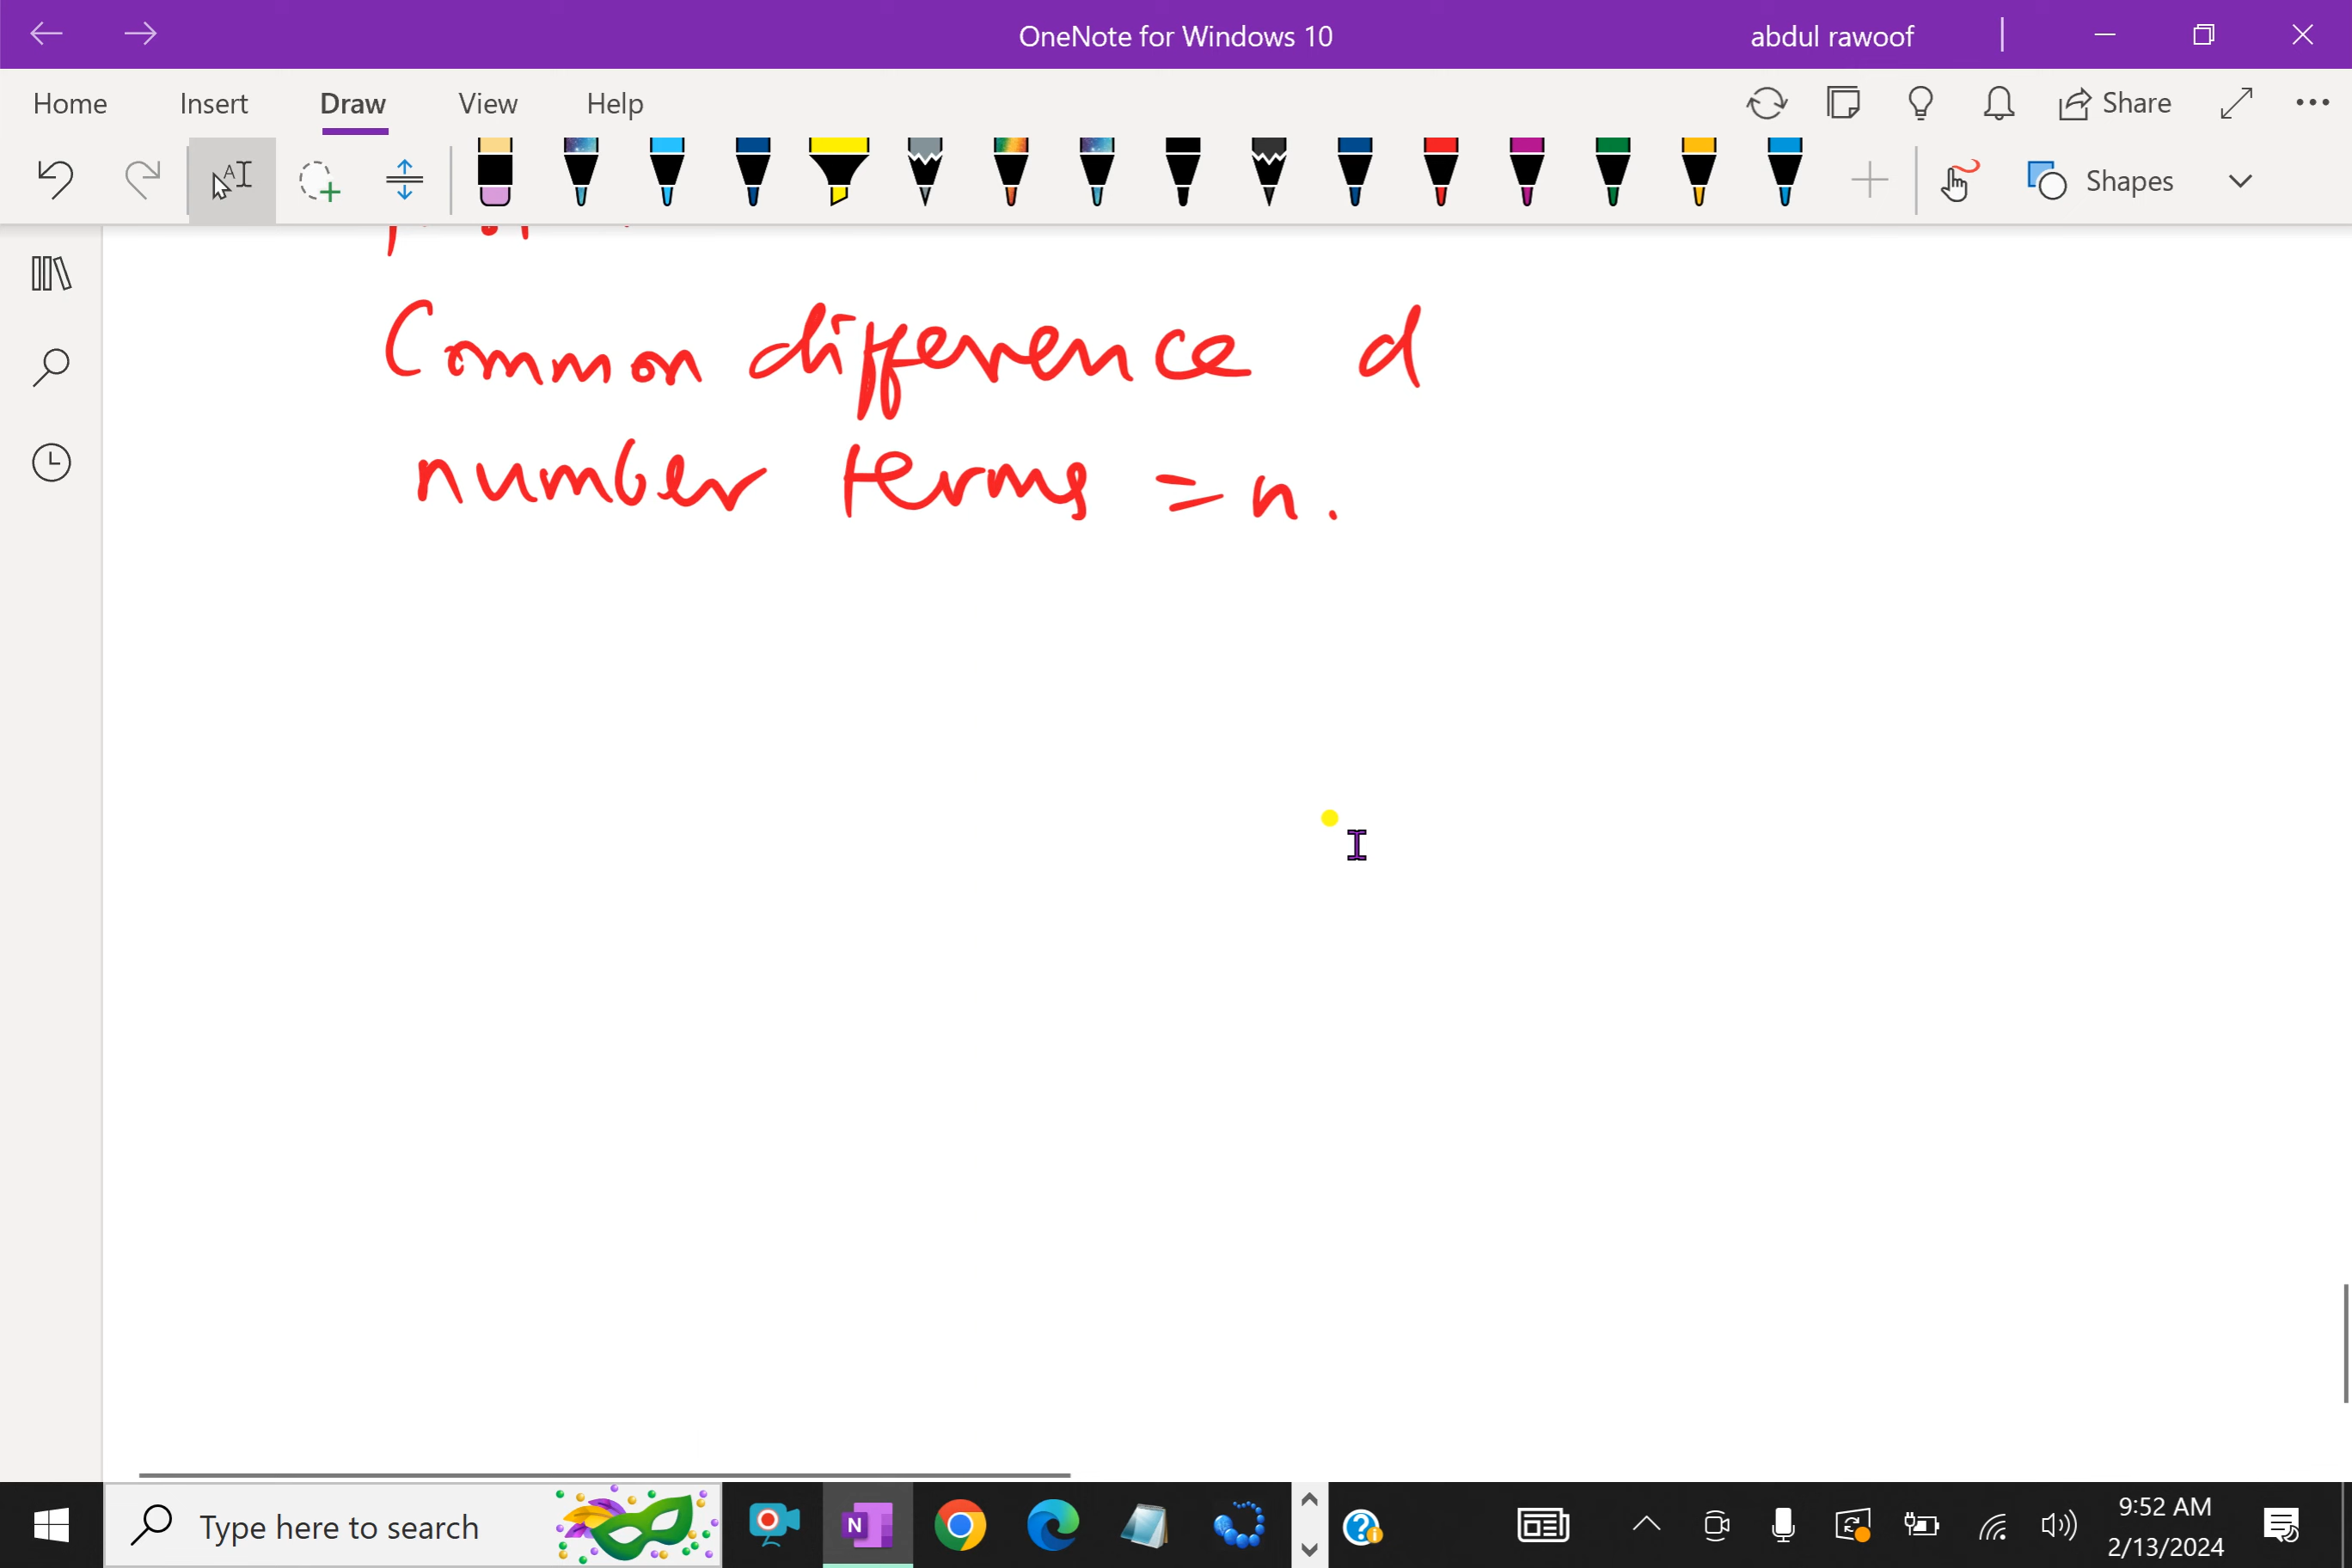 OneNote for Windows 10
abdul rawoof
Home Insert Draw View Help
Share
Shapes
Common difference d
number terms = n.
Type here to search
9:52 AM
2/13/2024